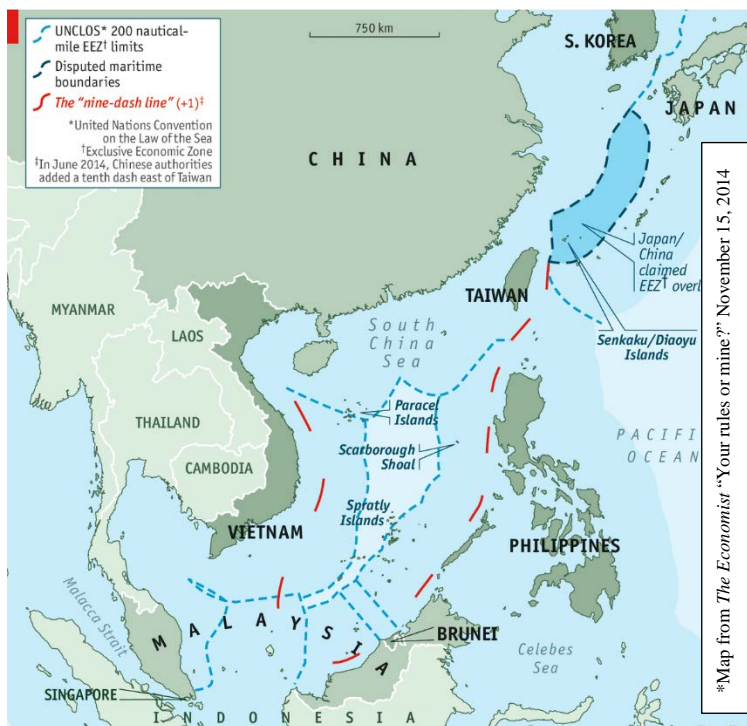 UNCLOS* 200 nautical-
mile EEZ† limits
Disputed maritime
boundaries
The “nine-dash line” (+1)‡
*United Nations Convention
on the Law of the Sea
†Exclusive Economic Zone
‡In June 2014, Chinese authorities
added a tenth dash east of Taiwan
750 km
S. KOREA
JAPAN
CHINA
Japan/
China
claimed
EEZ† overl
TAIWAN
Senkaku/Diaoyu
Islands
MYANMAR
LAOS
South
China
Sea
THAILAND
Paracel
Islands
PACIFIC
OCEAN
Scarborough
Shoal
CAMBODIA
Spratly
Islands
VIETNAM
PHILIPPINES
Malacca Strait
MALAYSIA
BRUNEI
Celebes
Sea
SINGAPORE
INDONESIA
*Map from The Economist “Your rules or mine?” November 15, 2014